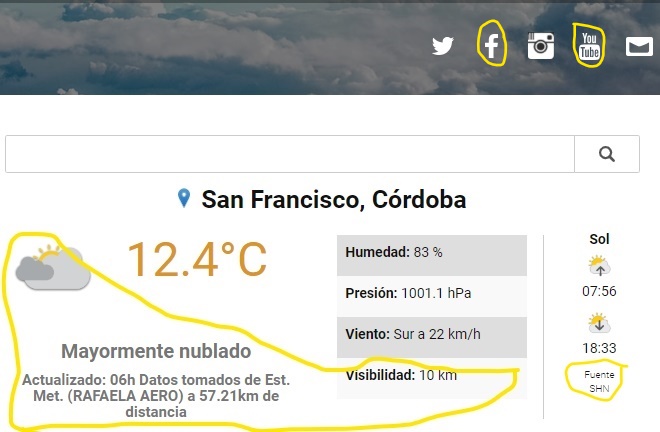 You
Tube
San Francisco, Córdoba
12.4°C
Mayormente nublado
Actualizado: 06h Datos tomados de Est.
Met. (RAFAELA AERO) a 57.21km de
distancia
Humedad: 83 %
Presión: 1001.1 hPa
Viento: Sur a 22 km/h
Visibilidad: 10 km
Sol
07:56
18:33
Fuente
SHN